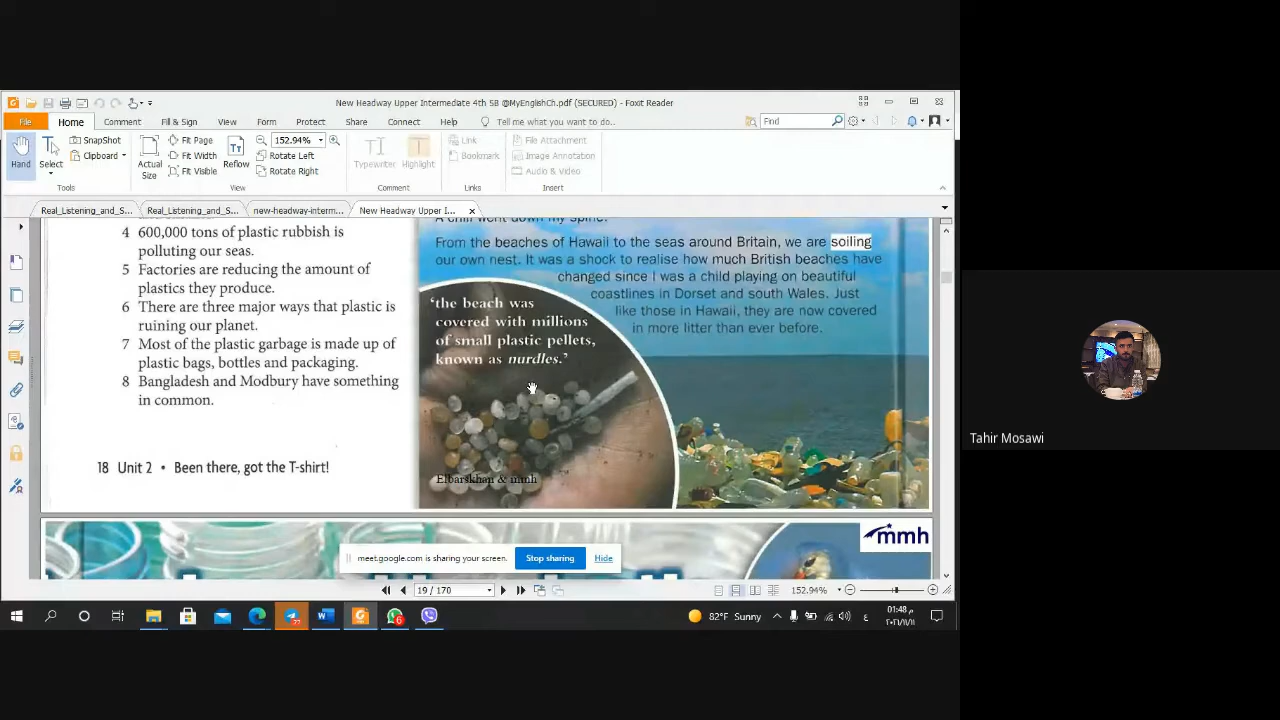 New Headway Upper Intermediate 4th SB @MyEnglishCh.pdf (SECURED) - Foxit Reader
File Home Comment Fill & Sign View Form Protect Share Connect Help Tell me what you want to do.. Find
Hand
Select
SnapShot
Clipboard
Actual Size
Fit Page
Fit Width
Fit Visible
Reflow
152.94%
Rotate Left
Rotate Right
Typewriter
Highlight
Link
Bookmark
File Attachment
Image Annotation
Audio & Video
Tools View Comment Links Insert
Real_Listening_and_S... Real_Listening_and_S... new-headway-interm... New Headway Upper I...
4 600,000 tons of plastic rubbish is
polluting our seas.
5 Factories are reducing the amount of
plastics they produce.
6 There are three major ways that plastic is
ruining our planet.
7 Most of the plastic garbage is made up of
plastic bags, bottles and packaging.
8 Bangladesh and Modbury have something
in common.
18 Unit 2 • Been there, got the T-shirt!
A chill went down my spine.
From the beaches of Hawaii to the seas around Britain, we are soiling
our own nest. It was a shock to realise how much British beaches have
changed since I was a child playing on beautiful
coastlines in Dorset and south Wales. Just
like those in Hawaii, they are now covered
in more litter than ever before.
‘the beach was
covered with millions
of small plastic pellets,
known as nurdles.’
Elbarskhan & mmh
mmh
meet.google.com is sharing your screen. Stop sharing Hide
19 / 170
152.94%
82°F Sunny
ع
01:48 م
Tahir Mosawi